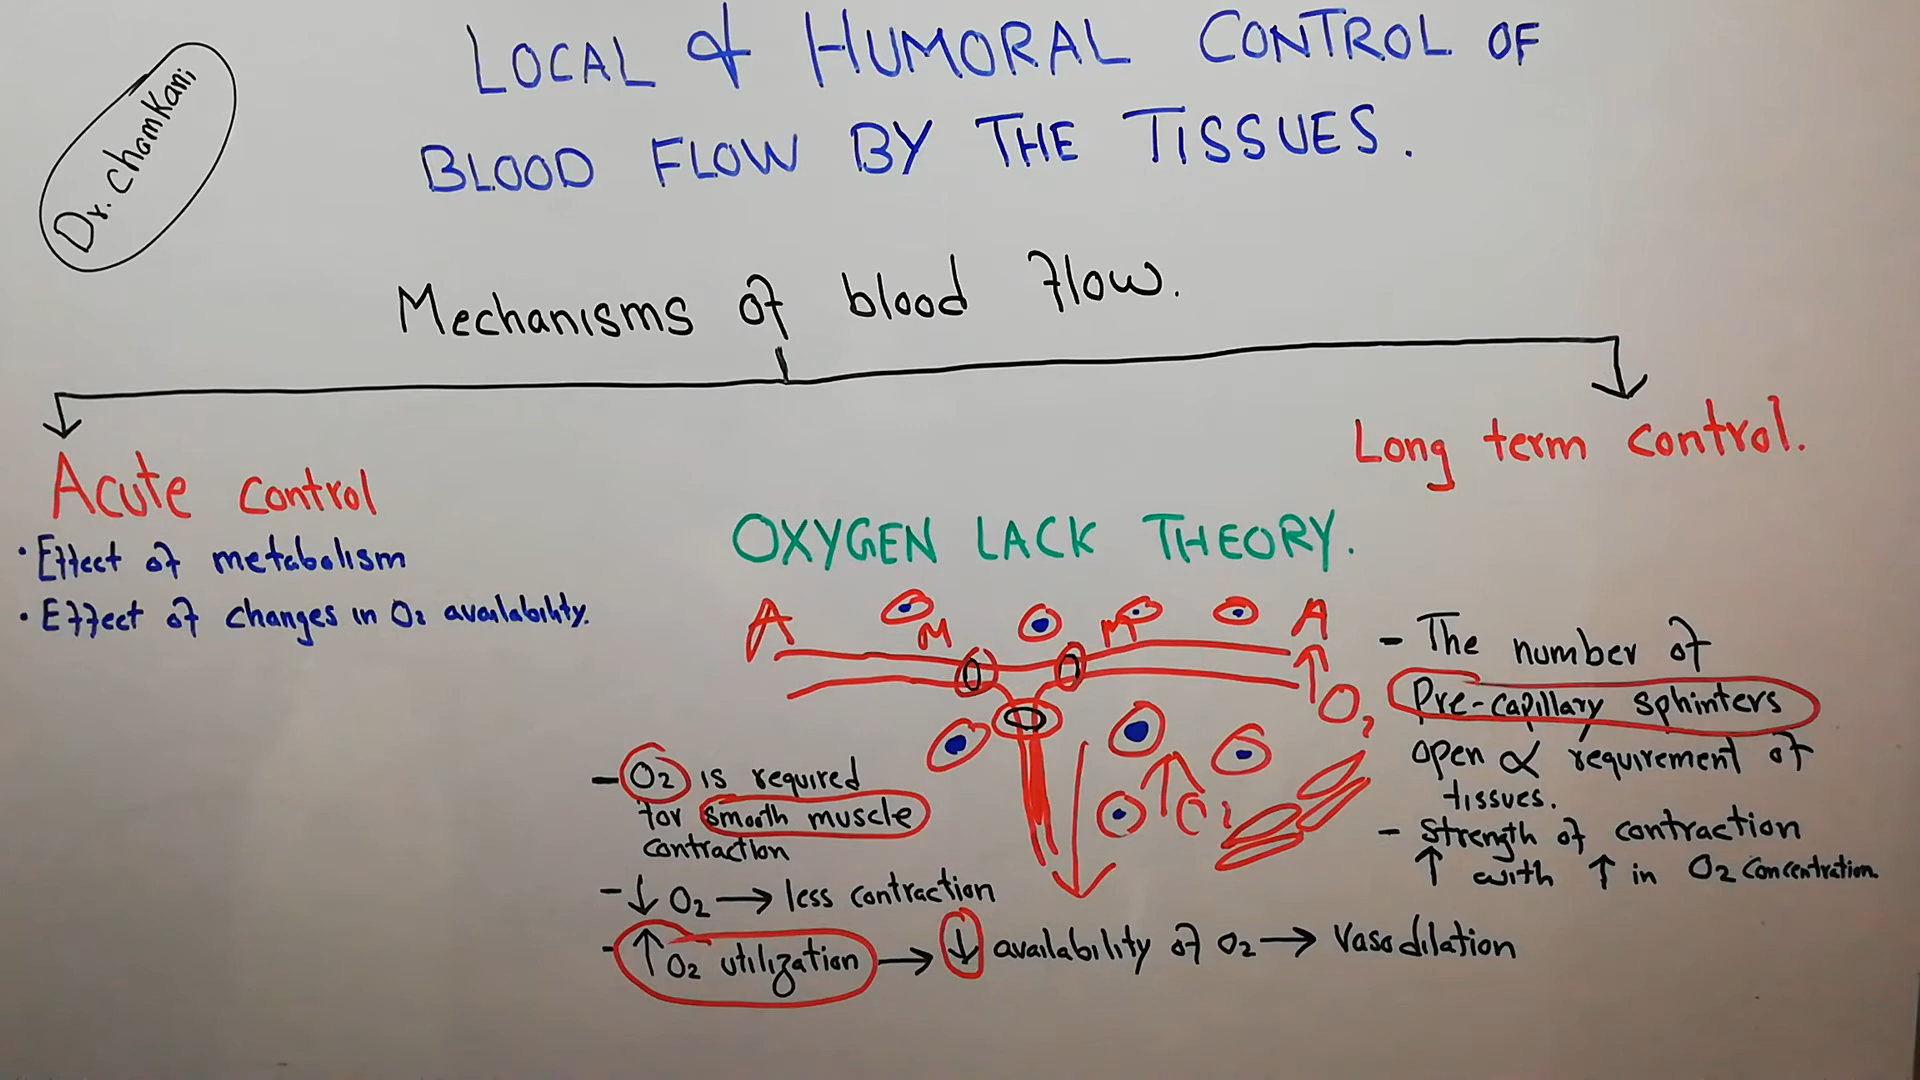 LOCAL & HUMORAL CONTROL OF
BLOOD FLOW BY THE TISSUES.
Dr. Chamkani
Mechanisms of blood flow.
Acute control
• Effect of metabolism
• Effect of changes in O2 availability.
Long term control.
OXYGEN LACK THEORY.
A M M A
O2
O2
- O2 is required
for smooth muscle
contraction
- ↓ O2 → less contraction
- ↑ O2 utilization → ↓ availability of O2 → Vasodilation
- The number of
Pre-capillary sphinters
open ∝ requirement of
tissues.
- Strength of contraction
↑ with ↑ in O2 concentration.